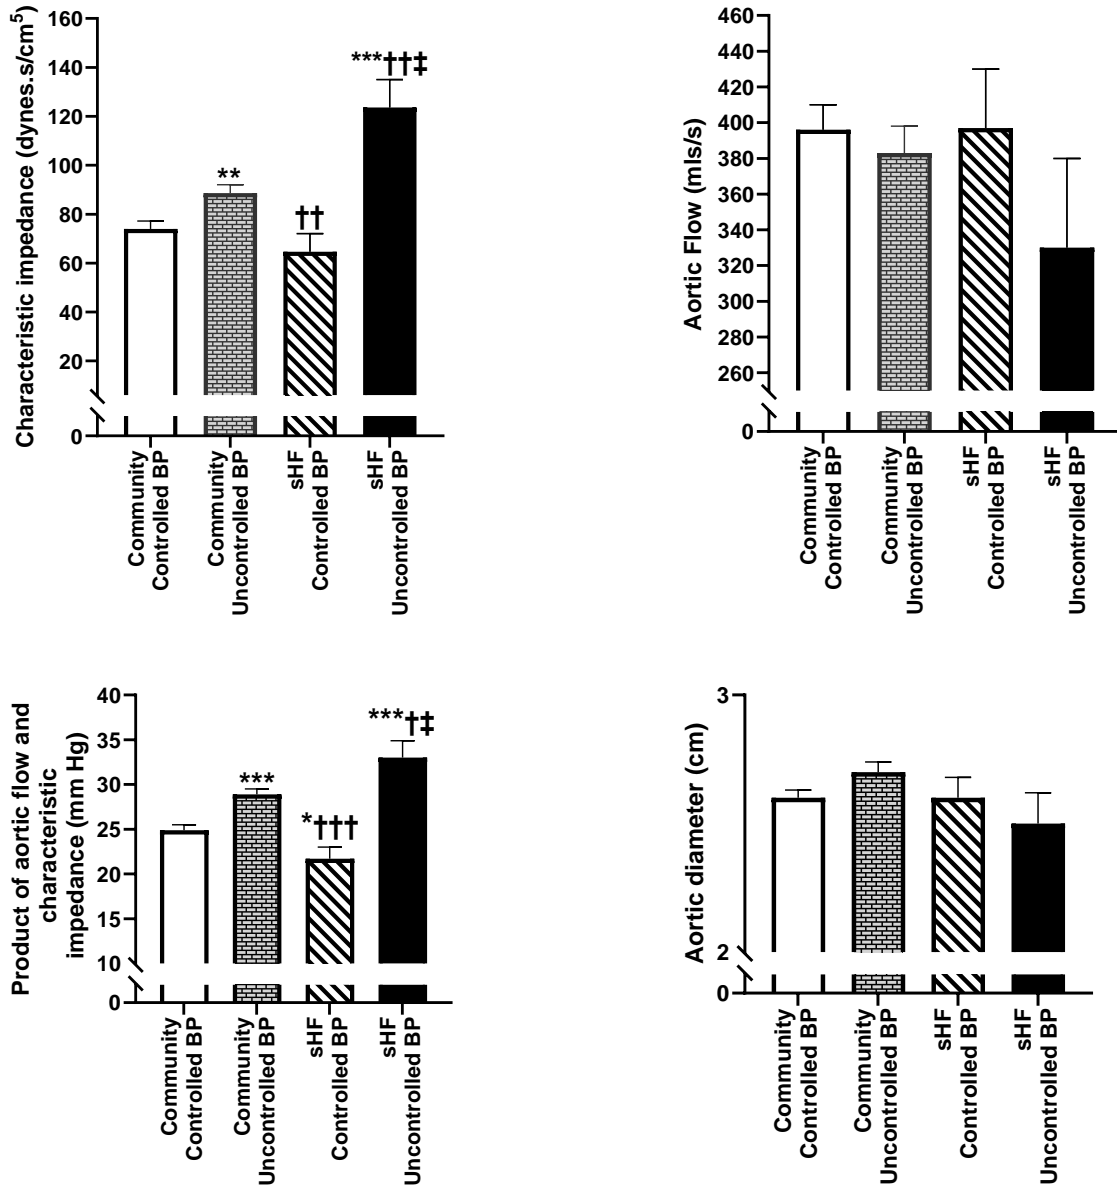 Characteristic impedance (dynes.s/cm⁵)
160
140
120
100
80
60
40
20
0
**
††
***††‡
Community
Controlled BP
Community
Uncontrolled BP
sHF
Controlled BP
sHF
Uncontrolled BP
Aortic Flow (mls/s)
460
440
420
400
380
360
340
320
300
280
260
0
Community
Controlled BP
Community
Uncontrolled BP
sHF
Controlled BP
sHF
Uncontrolled BP
Product of aortic flow and
characteristic
impedance (mm Hg)
40
35
30
25
20
15
10
0
***
*†††
***†‡
Community
Controlled BP
Community
Uncontrolled BP
sHF
Controlled BP
sHF
Uncontrolled BP
Aortic diameter (cm)
3
2
0
Community
Controlled BP
Community
Uncontrolled BP
sHF
Controlled BP
sHF
Uncontrolled BP